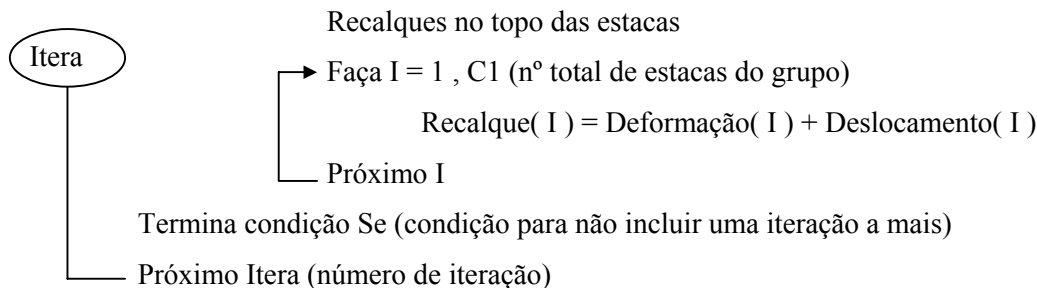 Recalques no topo das estacas
Itera
Faça I = 1 , C1 (nº total de estacas do grupo)
Recalque( I ) = Deformação( I ) + Deslocamento( I )
Próximo I
Termina condição Se (condição para não incluir uma iteração a mais)
Próximo Itera (número de iteração)